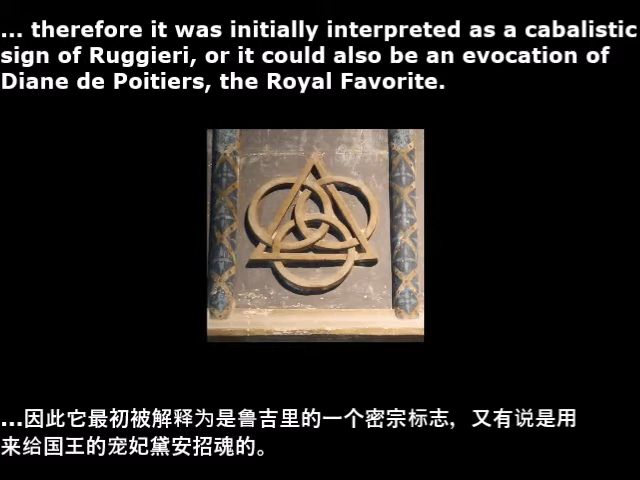 ... therefore it was initially interpreted as a cabalistic
sign of Ruggieri, or it could also be an evocation of
Diane de Poitiers, the Royal Favorite.
...因此它最初被解释为是鲁吉里的一个密宗标志，又有说是用
来给国王的宠妃黛安招魂的。